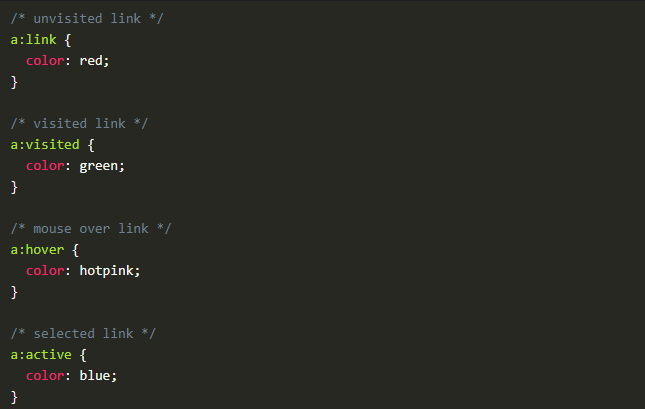 /* unvisited link */
a:link {
  color: red;
}

/* visited link */
a:visited {
  color: green;
}

/* mouse over link */
a:hover {
  color: hotpink;
}

/* selected link */
a:active {
  color: blue;
}